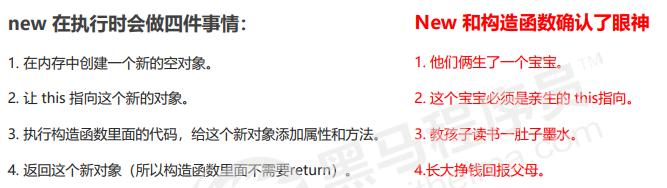 new 在执行时会做四件事情：
1. 在内存中创建一个新的空对象。
2. 让 this 指向这个新的对象。
3. 执行构造函数里面的代码，给这个新对象添加属性和方法。
4. 返回这个新对象（所以构造函数里面不需要return）。
New 和构造函数确认了眼神
1. 他们俩生了一个宝宝。
2. 这个宝宝必须是亲生的 this指向。
3. 教孩子读书一肚子墨水。
4.长大挣钱回报父母。
黑马程序员™